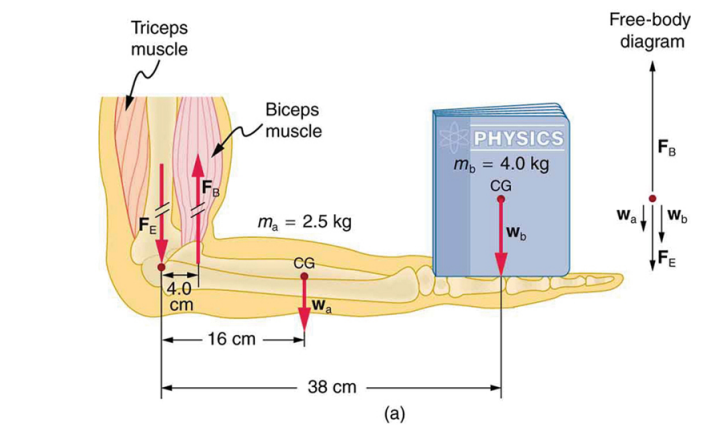 Triceps
muscle
Biceps
muscle
F_B
F_E
m_a = 2.5 kg
CG
w_a
4.0
cm
16 cm
38 cm
PHYSICS
m_b = 4.0 kg
CG
w_b
(a)
Free-body
diagram
F_B
w_a
w_b
F_E